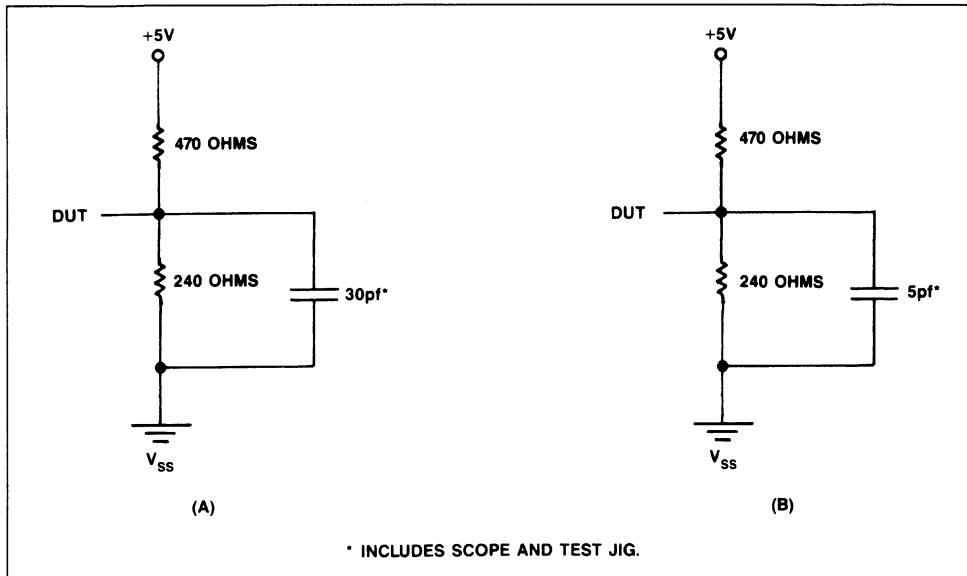 +5V
470 OHMS
DUT
240 OHMS
30pf*
VSS
(A)
+5V
470 OHMS
DUT
240 OHMS
5pf*
VSS
(B)
* INCLUDES SCOPE AND TEST JIG.